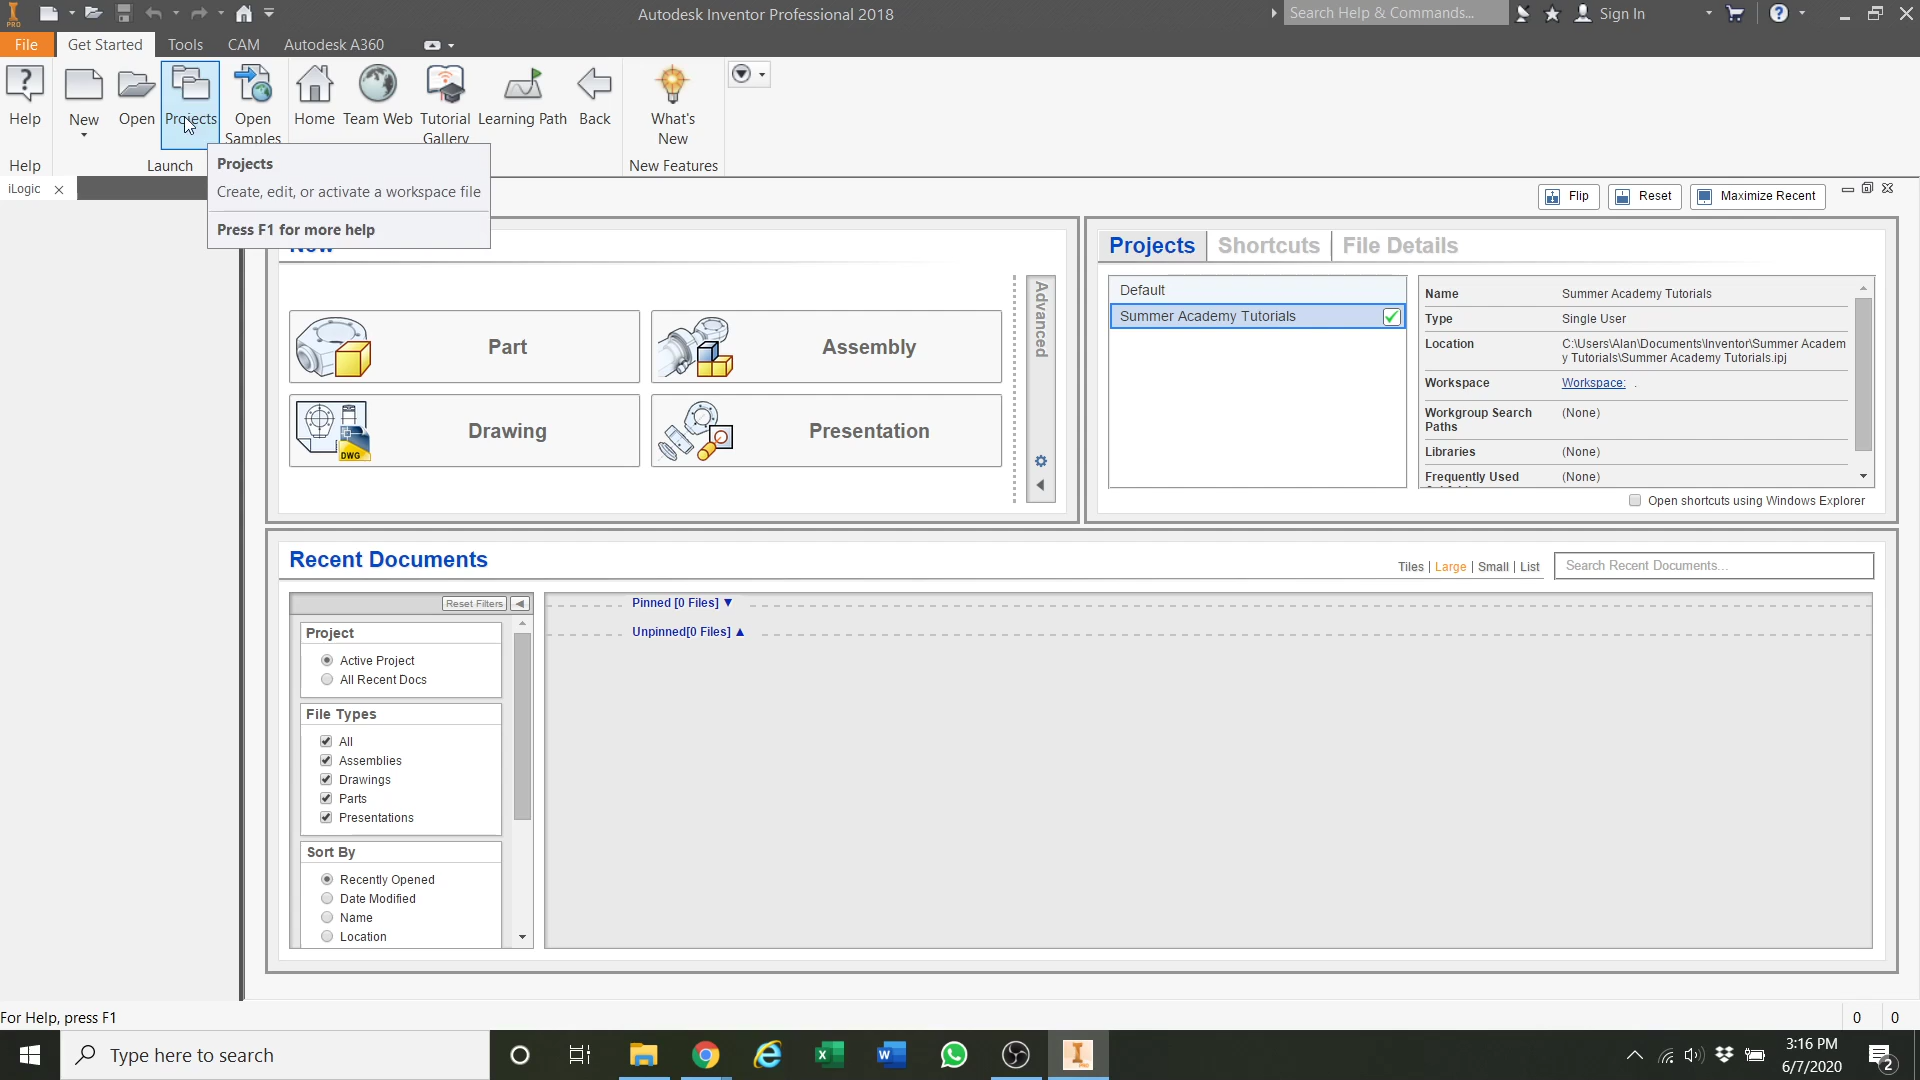 PRO
Autodesk Inventor Professional 2018
Search Help & Commands...
Sign In
File
Get Started
Tools
CAM
Autodesk A360
Help
New
Open
Projects
Open
Samples
Home
Team Web
Tutorial
Gallery
Learning Path
Back
What's
New
Help
Launch
New Features
Projects
Create, edit, or activate a workspace file
Press F1 for more help
iLogic
Flip
Reset
Maximize Recent
New
Part
Assembly
Drawing
DWG
Presentation
Advanced
Projects
Shortcuts
File Details
Default
Summer Academy Tutorials
Name Summer Academy Tutorials
Type Single User
Location C:\Users\Alan\Documents\Inventor\Summer Academ
y Tutorials\Summer Academy Tutorials.ipj
Workspace Workspace: .
Workgroup Search (None)
Paths
Libraries (None)
Frequently Used (None)
Open shortcuts using Windows Explorer
Recent Documents
Tiles | Large | Small | List
Search Recent Documents...
Reset Filters
Project
Active Project
All Recent Docs
File Types
All
Assemblies
Drawings
Parts
Presentations
Sort By
Recently Opened
Date Modified
Name
Location
Pinned [0 Files]
Unpinned[0 Files]
For Help, press F1
0 0
Type here to search
3:16 PM
6/7/2020
2